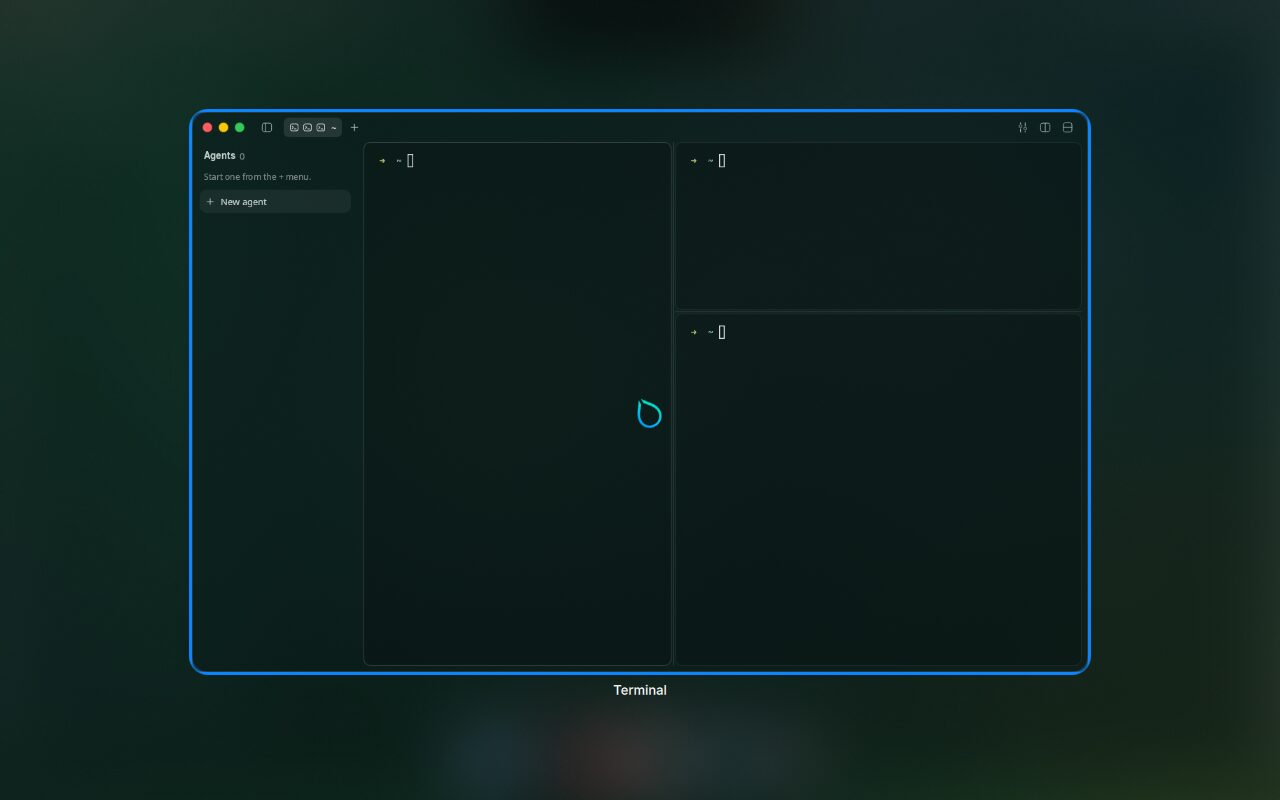 ~
Agents 0
Start one from the + menu.
+ New agent
→ ~
→ ~
→ ~
Terminal